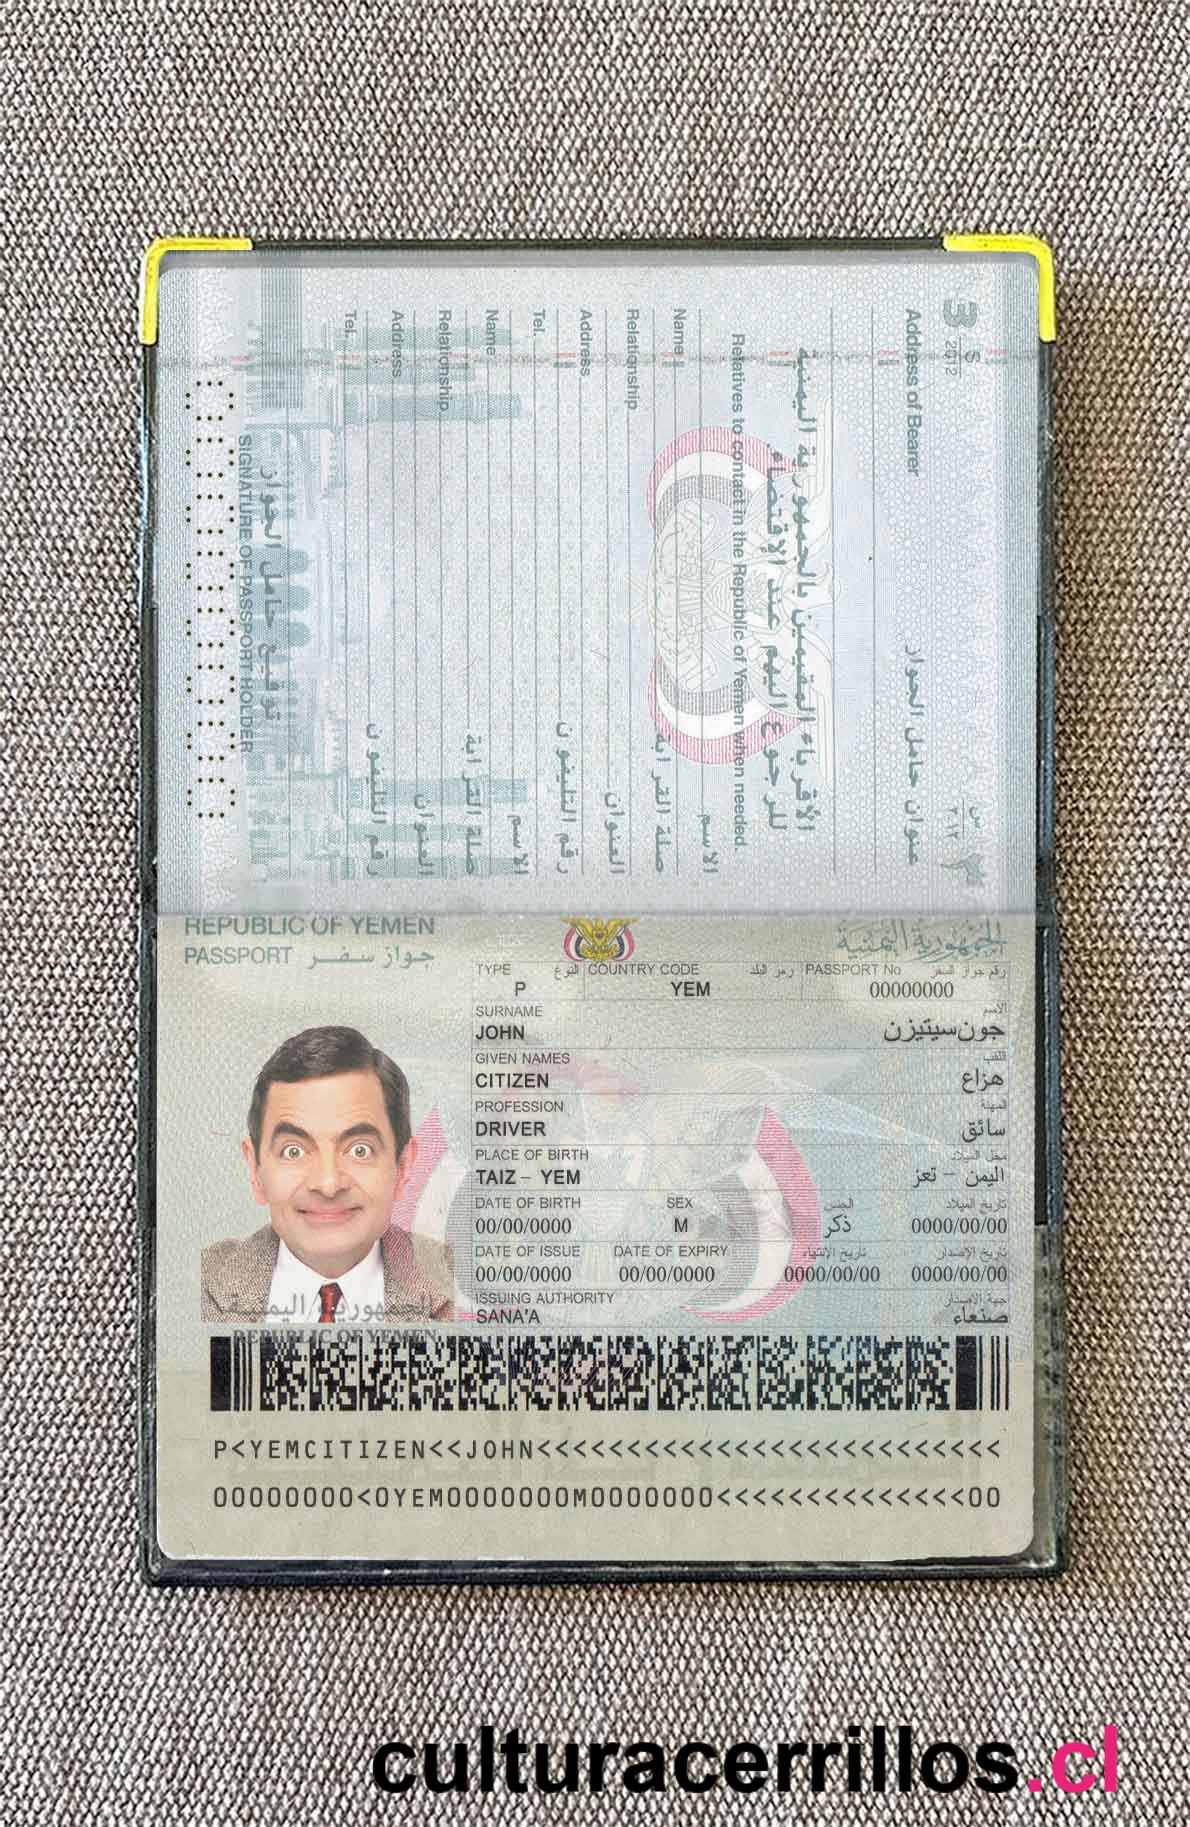 3
S
2012
Address of Bearer
عنوان حامل الجواز
س
٢٠١٢
٣
الأقرباء المقيمين بالجمهورية اليمنية
للرجوع اليهم عند الإقتضاء
Relatives to contact in the Republic of Yemen when needed.
Name الاسم
Relationship صلة القرابة
Address العنوان
Tel. رقم التليفون
Name الاسم
Relationship صلة القرابة
Address العنوان
Tel. رقم التليفون
توقيع حامل الجواز
SIGNATURE OF PASSPORT HOLDER
00000000
REPUBLIC OF YEMEN الجمهورية اليمنية
PASSPORT جواز سفر
TYPE النوع COUNTRY CODE رمز البلد PASSPORT No رقم جواز السفر
P YEM 00000000
SURNAME الاسم
JOHN جون سيتيزن
GIVEN NAMES اللقب
CITIZEN هزاع
PROFESSION المهنة
DRIVER سائق
PLACE OF BIRTH محل الميلاد
TAIZ – YEM اليمن – تعز
DATE OF BIRTH SEX الجنس تاريخ الميلاد
00/00/0000 M ذكر 0000/00/00
DATE OF ISSUE DATE OF EXPIRY تاريخ الإنتهاء تاريخ الإصدار
00/00/0000 00/00/0000 0000/00/00 0000/00/00
ISSUING AUTHORITY جهة الاصدار
SANA'A صنعاء
الجمهورية اليمنية
REPUBLIC OF YEMEN
P<YEMCITIZEN<<JOHN<<<<<<<<<<<<<<<<<<<<<<<<<<
00000000<0YEM0000000M0000000<<<<<<<<<<<<<<00
culturacerrillos.cl